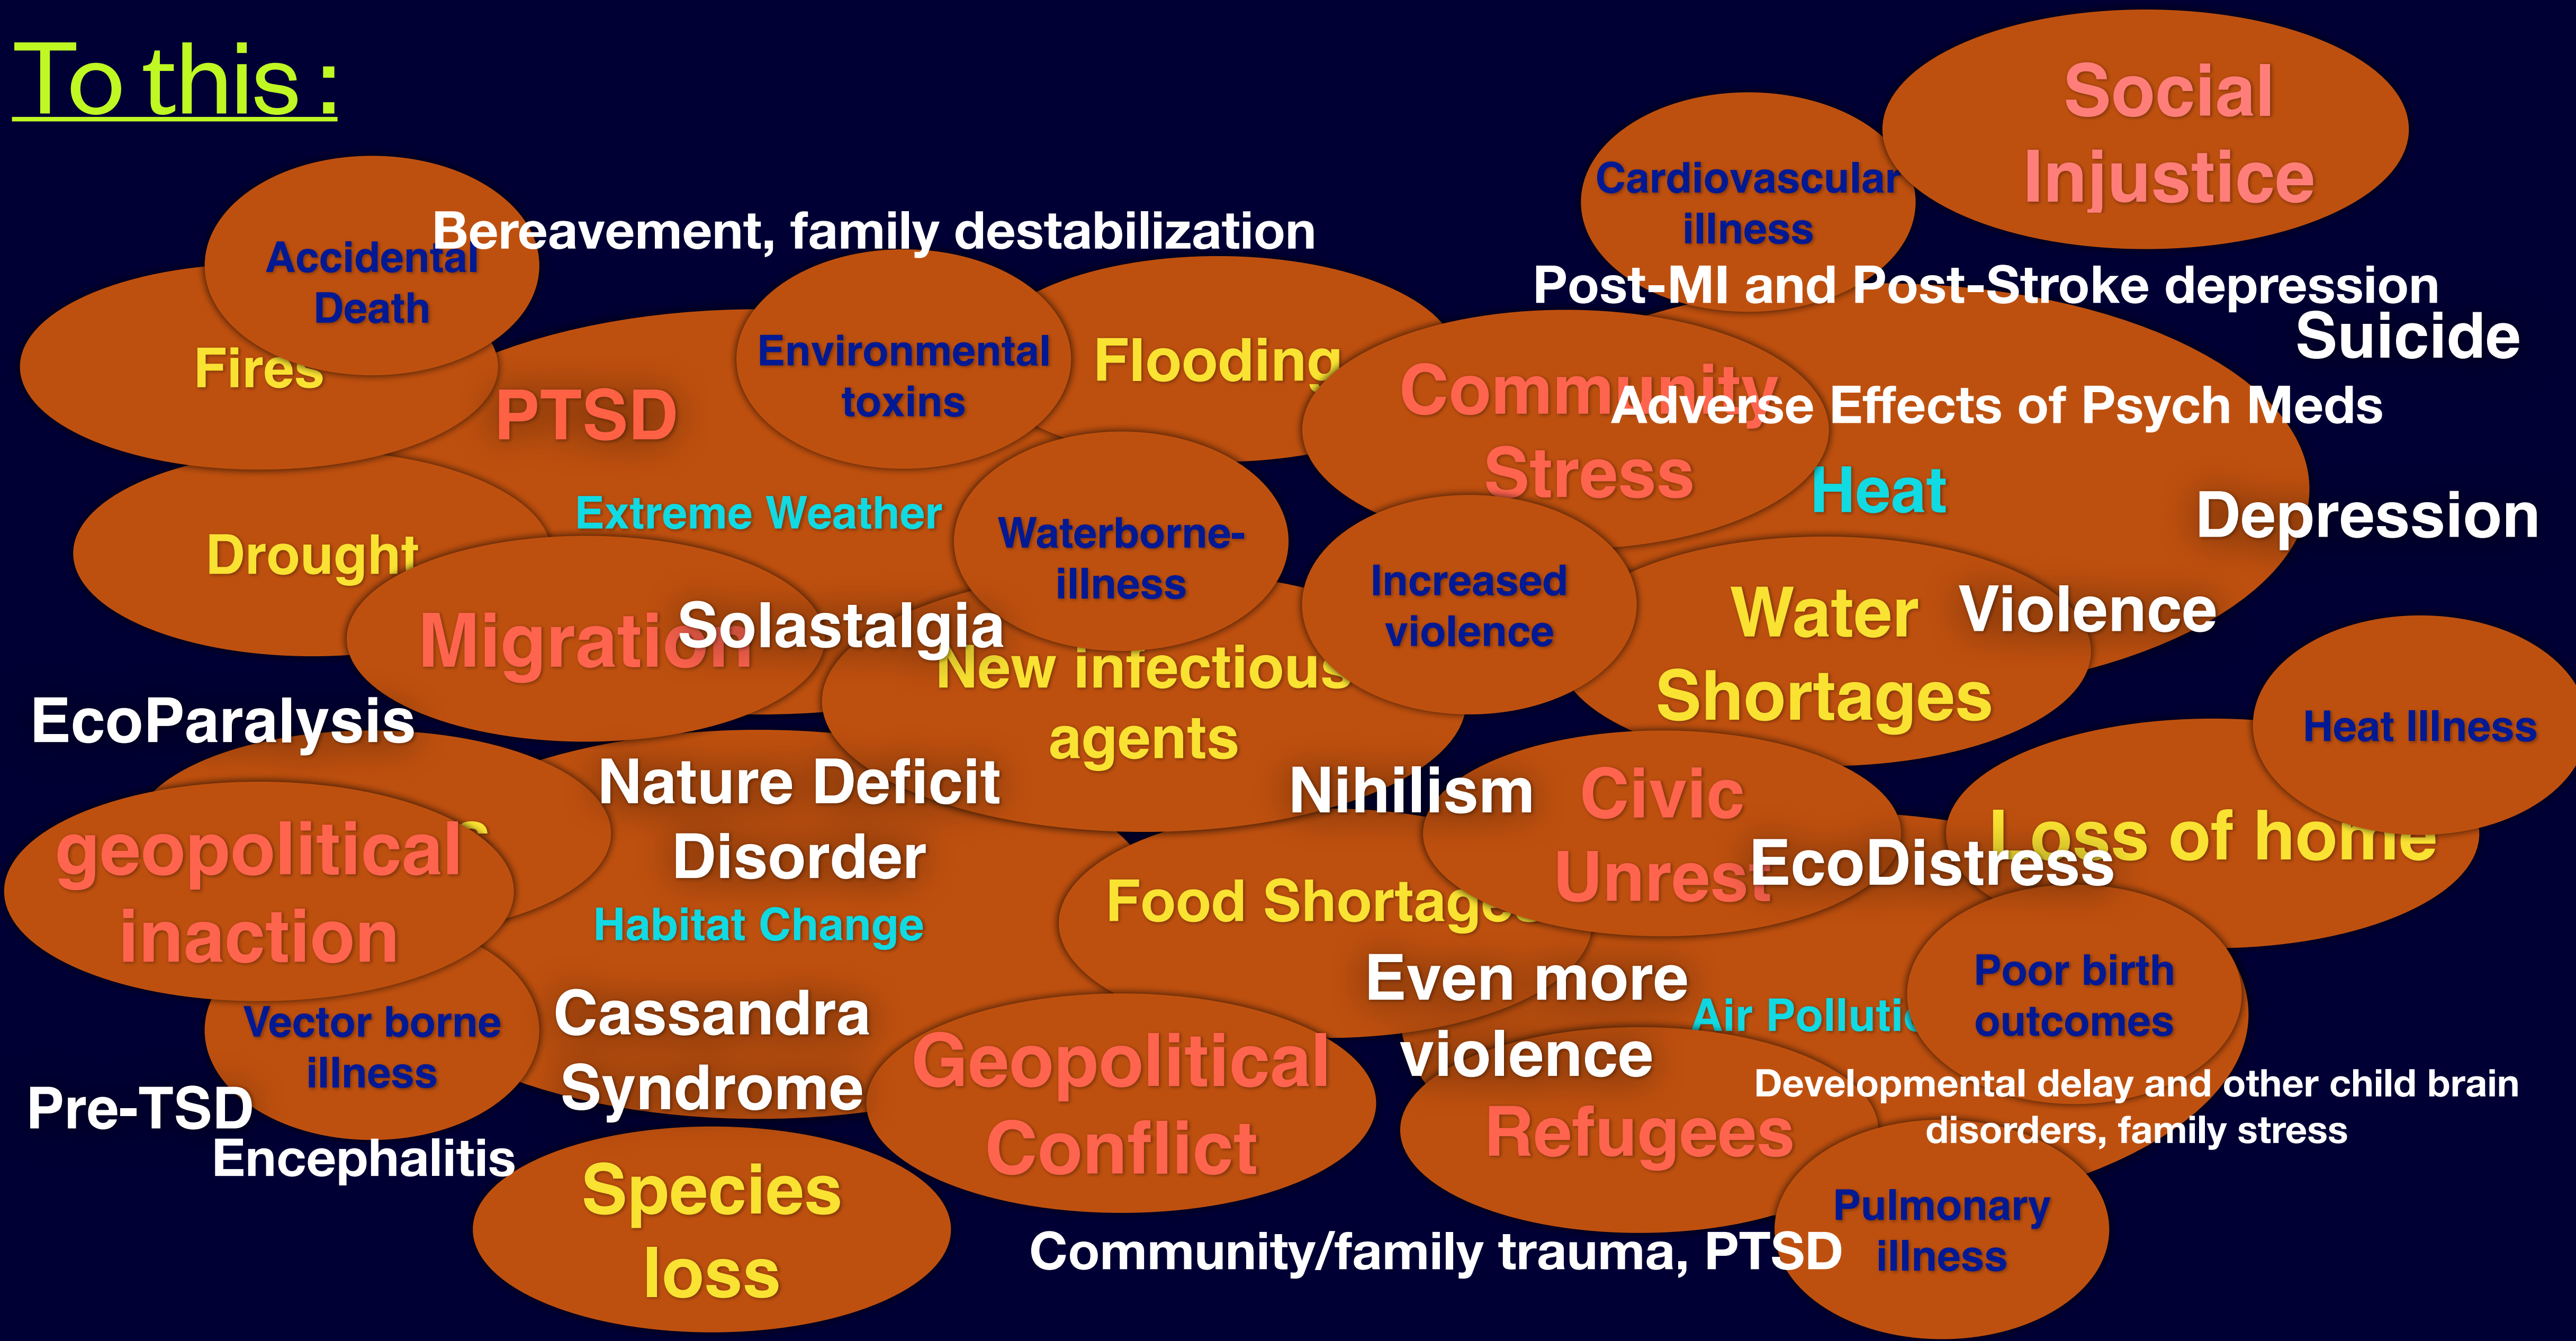 To this :
Social
Injustice
Cardiovascular
illness
Accidental
Death
Bereavement, family destabilization
Post-MI and Post-Stroke depression
Suicide
Fires
Environmental
toxins
Flooding
PTSD
Community
Stress
Adverse Effects of Psych Meds
Heat
Extreme Weather
Depression
Drought
Waterborne-
illness
Increased
violence
Water
Shortages
Violence
Migration
Solastalgia
New infectious
agents
EcoParalysis
Heat Illness
Nature Deficit
Disorder
Nihilism
Civic
Unrest
Loss of home
EcoDistress
geopolitical
inaction
Habitat Change
Food Shortages
Even more
violence
Poor birth
outcomes
Air
Vector borne
illness
Cassandra
Syndrome
Geopolitical
Conflict
Developmental delay and other child brain
disorders, family stress
Pre-TSD
Encephalitis
Refugees
Species
loss
Pulmonary
illness
Community/family trauma, PTSD